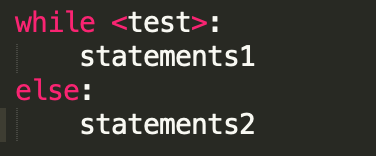 while <test>:
    statements1
else:
    statements2